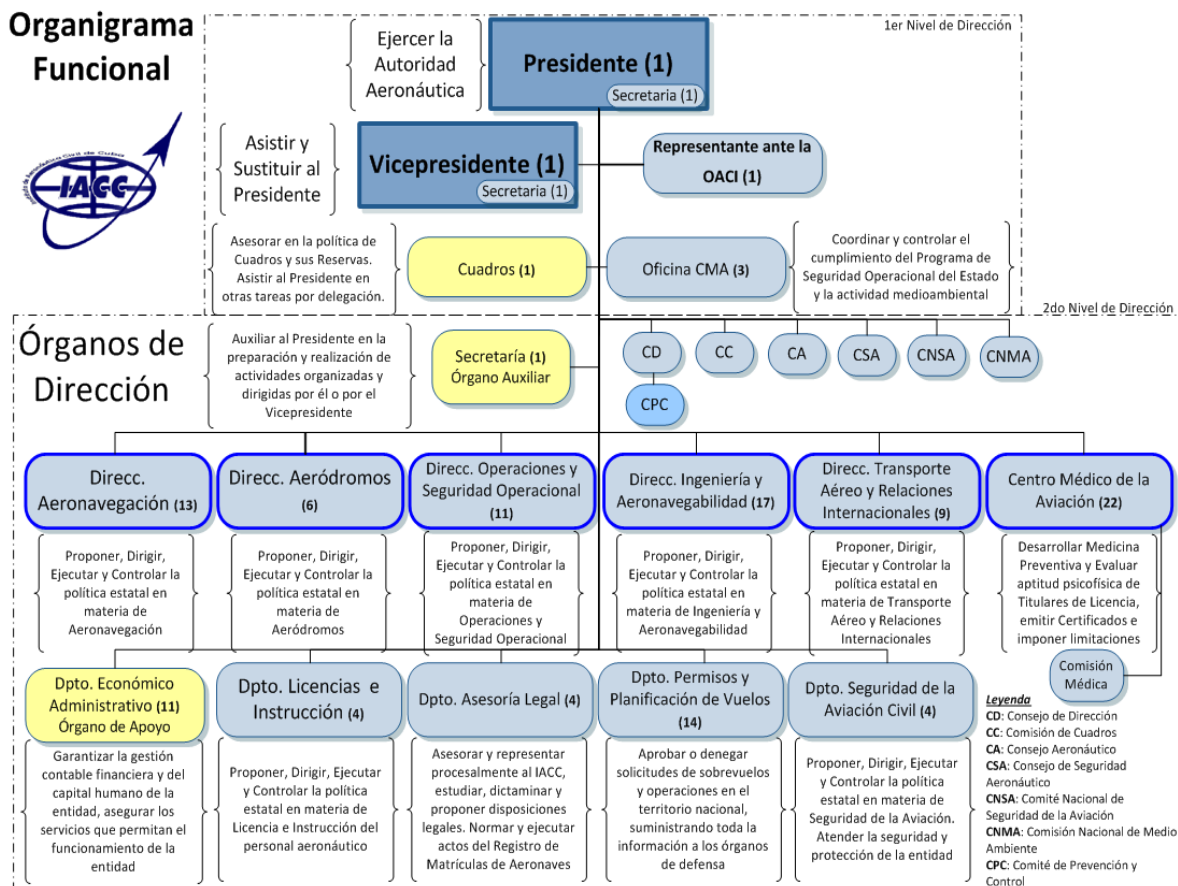 Organigrama
Funcional
1er Nivel de Dirección
Ejercer la
Autoridad
Aeronáutica
Presidente (1)
Secretaria (1)
Asistir y
Sustituir al
Presidente
Vicepresidente (1)
Secretaria (1)
Representante ante la
OACI (1)
IACC
Asesorar en la política de
Cuadros y sus Reservas.
Asistir al Presidente en
otras tareas por delegación.
Cuadros (1)
Oficina CMA (3)
Coordinar y controlar el
cumplimiento del Programa de
Seguridad Operacional del Estado
y la actividad medioambiental
2do Nivel de Dirección
Órganos de
Dirección
Auxiliar al Presidente en la
preparación y realización de
actividades organizadas y
dirigidas por él o por el
Vicepresidente
Secretaría (1)
Órgano Auxiliar
CD
CC
CA
CSA
CNSA
CNMA
CPC
Direcc.
Aeronavegación (13)
Direcc. Aeródromos
(6)
Direcc. Operaciones y
Seguridad Operacional
(11)
Direcc. Ingeniería y
Aeronavegabilidad (17)
Direcc. Transporte
Aéreo y Relaciones
Internacionales (9)
Centro Médico de la
Aviación (22)
Proponer, Dirigir,
Ejecutar y Controlar la
política estatal en
materia de
Aeronavegación
Proponer, Dirigir,
Ejecutar y Controlar la
política estatal en
materia de
Aeródromos
Proponer, Dirigir,
Ejecutar y Controlar la
política estatal en
materia de
Operaciones y
Seguridad Operacional
Proponer, Dirigir,
Ejecutar y Controlar la
política estatal en
materia de Ingeniería y
Aeronavegabilidad
Proponer, Dirigir,
Ejecutar y Controlar la
política estatal en
materia de Transporte
Aéreo y Relaciones
Internacionales
Desarrollar Medicina
Preventiva y Evaluar
aptitud psicofísica de
Titulares de Licencia,
emitir Certificados e
imponer limitaciones
Comisión
Médica
Dpto. Económico
Administrativo (11)
Órgano de Apoyo
Dpto. Licencias e
Instrucción (4)
Dpto. Asesoría Legal (4)
Dpto. Permisos y
Planificación de Vuelos
(14)
Dpto. Seguridad de la
Aviación Civil (4)
Garantizar la gestión
contable financiera y del
capital humano de
la entidad, asegurar los
servicios que permitan el
funcionamiento de la
entidad
Proponer, Dirigir, Ejecutar
y Controlar la política
estatal en materia de
Licencia e Instrucción del
personal aeronáutico
Asesorar y representar
procesalmente al IACC,
estudiar, dictaminar y
proponer disposiciones
legales. Normar y ejecutar
actos del Registro de
Matrículas de Aeronaves
Aprobar o denegar
solicitudes de sobrevuelos
y operaciones en el
territorio nacional,
suministrando toda la
información a los órganos
de defensa
Proponer, Dirigir, Ejecutar
y Controlar la política
estatal en materia de
Seguridad de la Aviación.
Atender la seguridad y
protección de la entidad
Leyenda
CD: Consejo de Dirección
CC: Comisión de Cuadros
CA: Consejo Aeronáutico
CSA: Consejo de Seguridad
Aeronáutico
CNSA: Comité Nacional de
Seguridad de la Aviación
CNMA: Comisión Nacional de Medio
Ambiente
CPC: Comité de Prevención y
Control